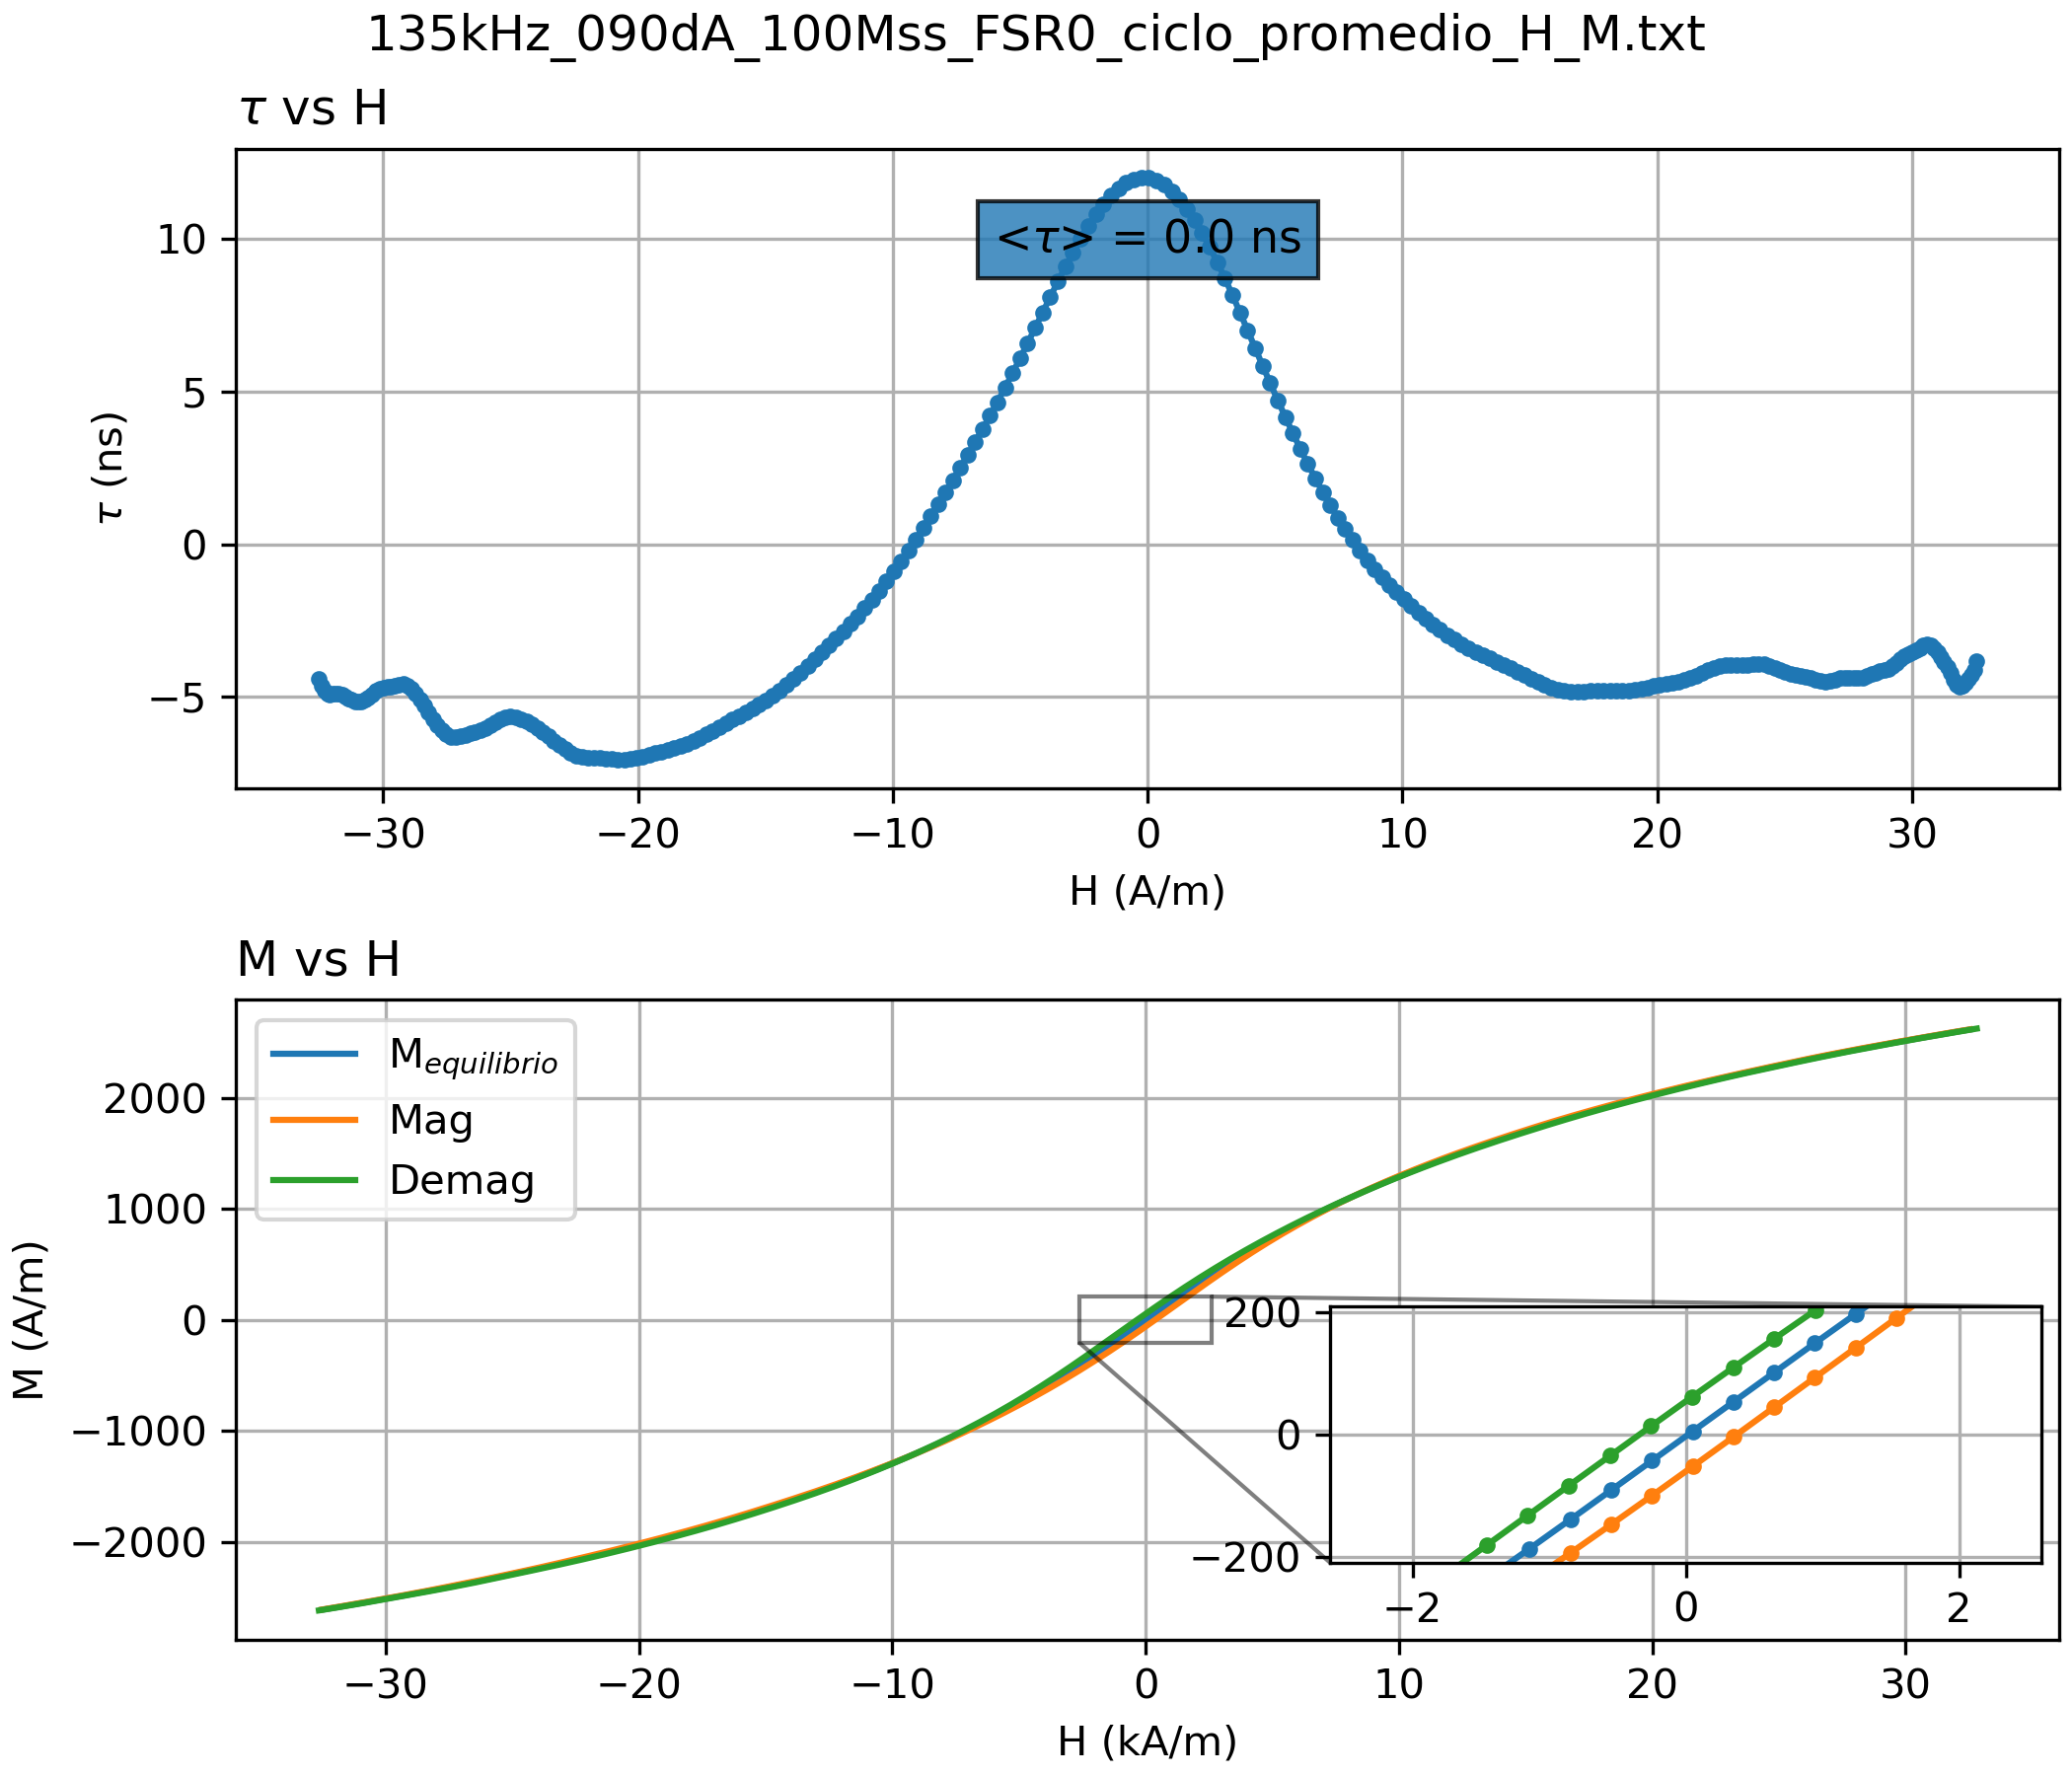 135kHz_090dA_100Mss_FSR0_ciclo_promedio_H_M.txt
τ vs H
<τ> = 0.0 ns
τ (ns)
10
5
0
−5
−30 −20 −10 0 10 20 30
H (A/m)
M vs H
M (A/m)
2000
1000
0
−1000
−2000
Mequilibrio
Mag
Demag
200
0
−200
−2 0 2
−30 −20 −10 0 10 20 30
H (kA/m)